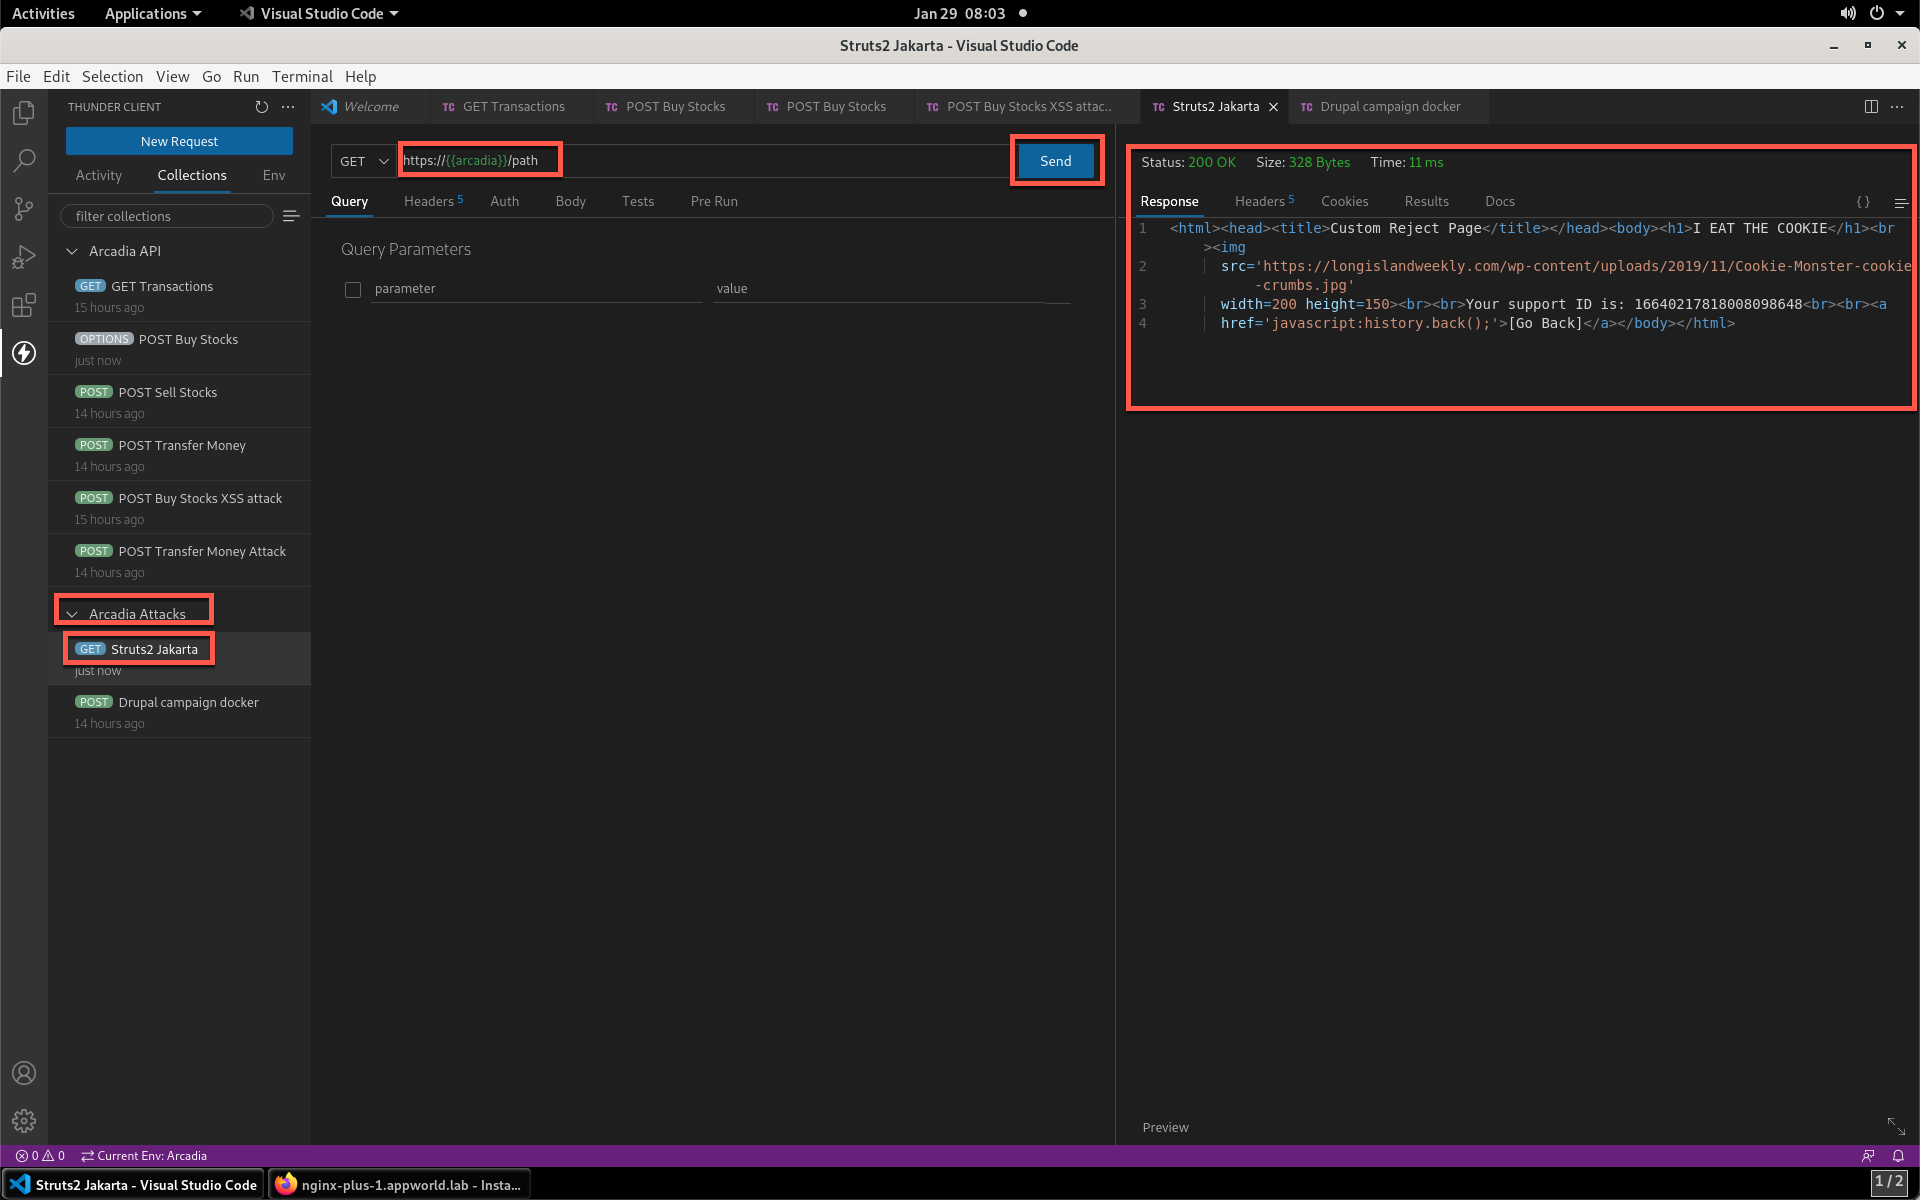 Activities Applications Visual Studio Code Jan 29 08:03
Struts2 Jakarta - Visual Studio Code
File Edit Selection View Go Run Terminal Help
THUNDER CLIENT
New Request
Activity Collections Env
filter collections
Arcadia API
GET GET Transactions
15 hours ago
OPTIONS POST Buy Stocks
just now
POST POST Sell Stocks
14 hours ago
POST POST Transfer Money
14 hours ago
POST POST Buy Stocks XSS attack
15 hours ago
POST POST Transfer Money Attack
14 hours ago
Arcadia Attacks
GET Struts2 Jakarta
just now
POST Drupal campaign docker
14 hours ago
Welcome TC GET Transactions TC POST Buy Stocks TC POST Buy Stocks TC POST Buy Stocks XSS attac.. TC Struts2 Jakarta TC Drupal campaign docker
GET https://{{arcadia}}/path Send
Query Headers 5 Auth Body Tests Pre Run
Query Parameters
parameter value
Status: 200 OK Size: 328 Bytes Time: 11 ms
Response Headers 5 Cookies Results Docs {}
1 <html><head><title>Custom Reject Page</title></head><body><h1>I EAT THE COOKIE</h1><br
><img
2 src='https://longislandweekly.com/wp-content/uploads/2019/11/Cookie-Monster-cookie
-crumbs.jpg'
3 width=200 height=150><br><br>Your support ID is: 16640217818008098648<br><br><a
4 href='javascript:history.back();'>[Go Back]</a></body></html>
Preview
0 0 Current Env: Arcadia
Struts2 Jakarta - Visual Studio Code nginx-plus-1.appworld.lab - Insta... 1 / 2